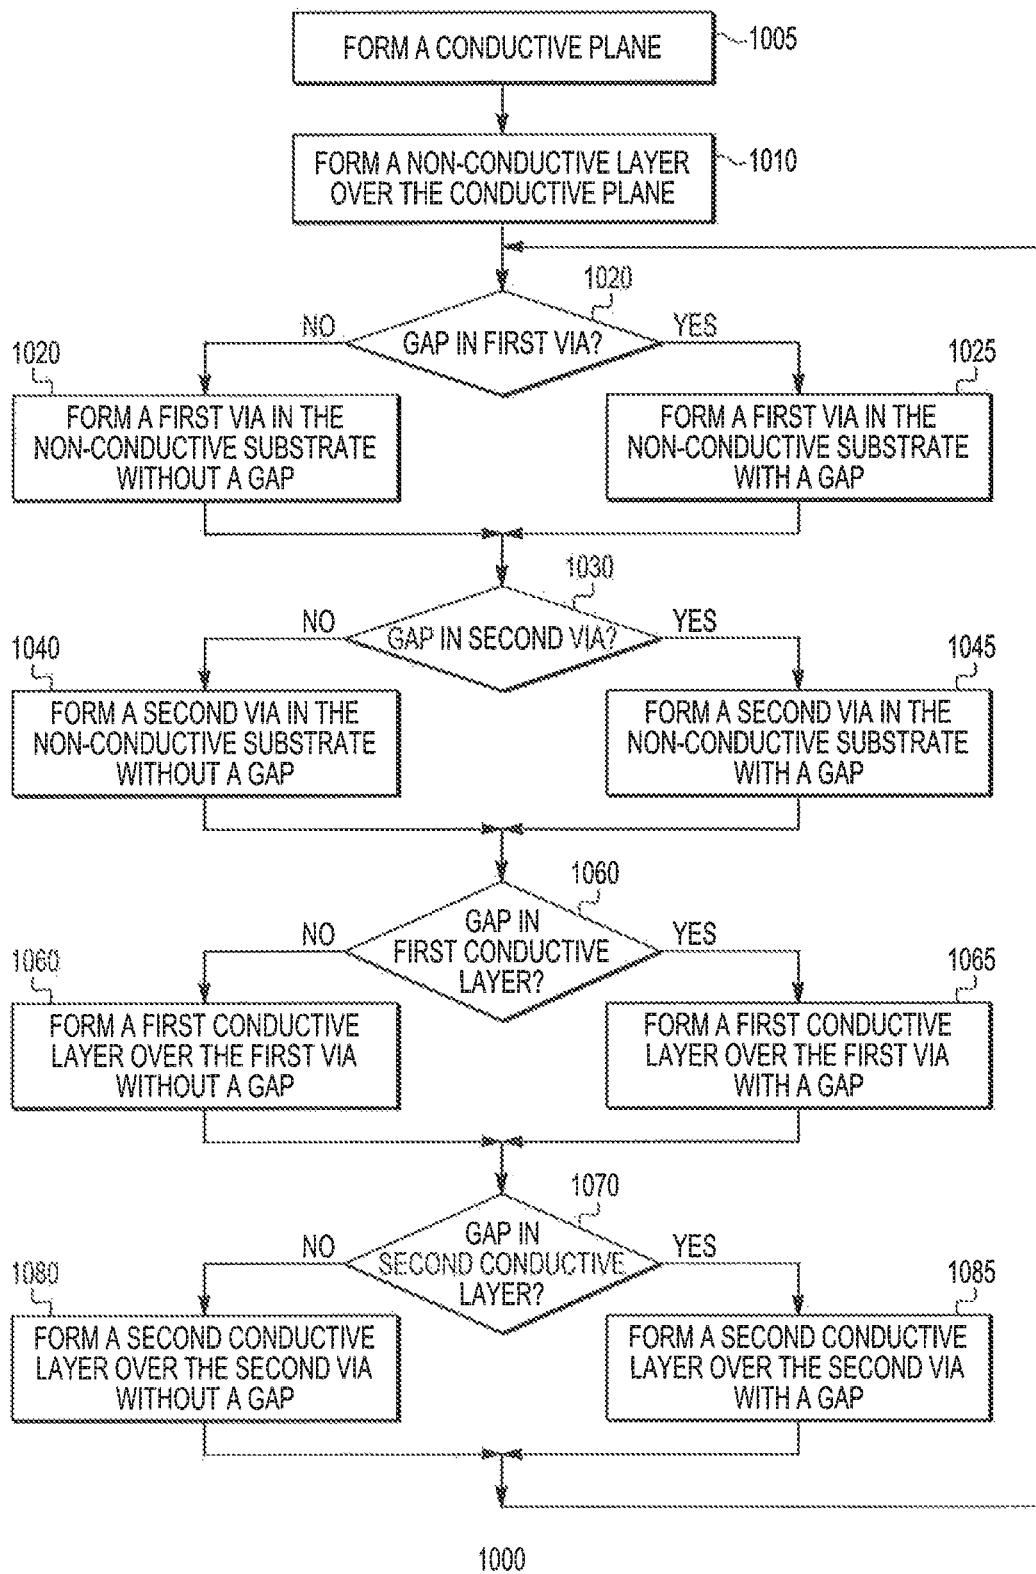 FORM A CONDUCTIVE PLANE
1005
FORM A NON-CONDUCTIVE LAYER
OVER THE CONDUCTIVE PLANE
1010
1020
GAP IN FIRST VIA?
NO
YES
1020
FORM A FIRST VIA IN THE
NON-CONDUCTIVE SUBSTRATE
WITHOUT A GAP
1025
FORM A FIRST VIA IN THE
NON-CONDUCTIVE SUBSTRATE
WITH A GAP
1030
GAP IN SECOND VIA?
NO
YES
1040
FORM A SECOND VIA IN THE
NON-CONDUCTIVE SUBSTRATE
WITHOUT A GAP
1045
FORM A SECOND VIA IN THE
NON-CONDUCTIVE SUBSTRATE
WITH A GAP
1060
GAP IN
FIRST CONDUCTIVE
LAYER?
NO
YES
1060
FORM A FIRST CONDUCTIVE
LAYER OVER THE FIRST VIA
WITHOUT A GAP
1065
FORM A FIRST CONDUCTIVE
LAYER OVER THE FIRST VIA
WITH A GAP
1070
GAP IN
SECOND CONDUCTIVE
LAYER?
NO
YES
1080
FORM A SECOND CONDUCTIVE
LAYER OVER THE SECOND VIA
WITHOUT A GAP
1085
FORM A SECOND CONDUCTIVE
LAYER OVER THE SECOND VIA
WITH A GAP
1000